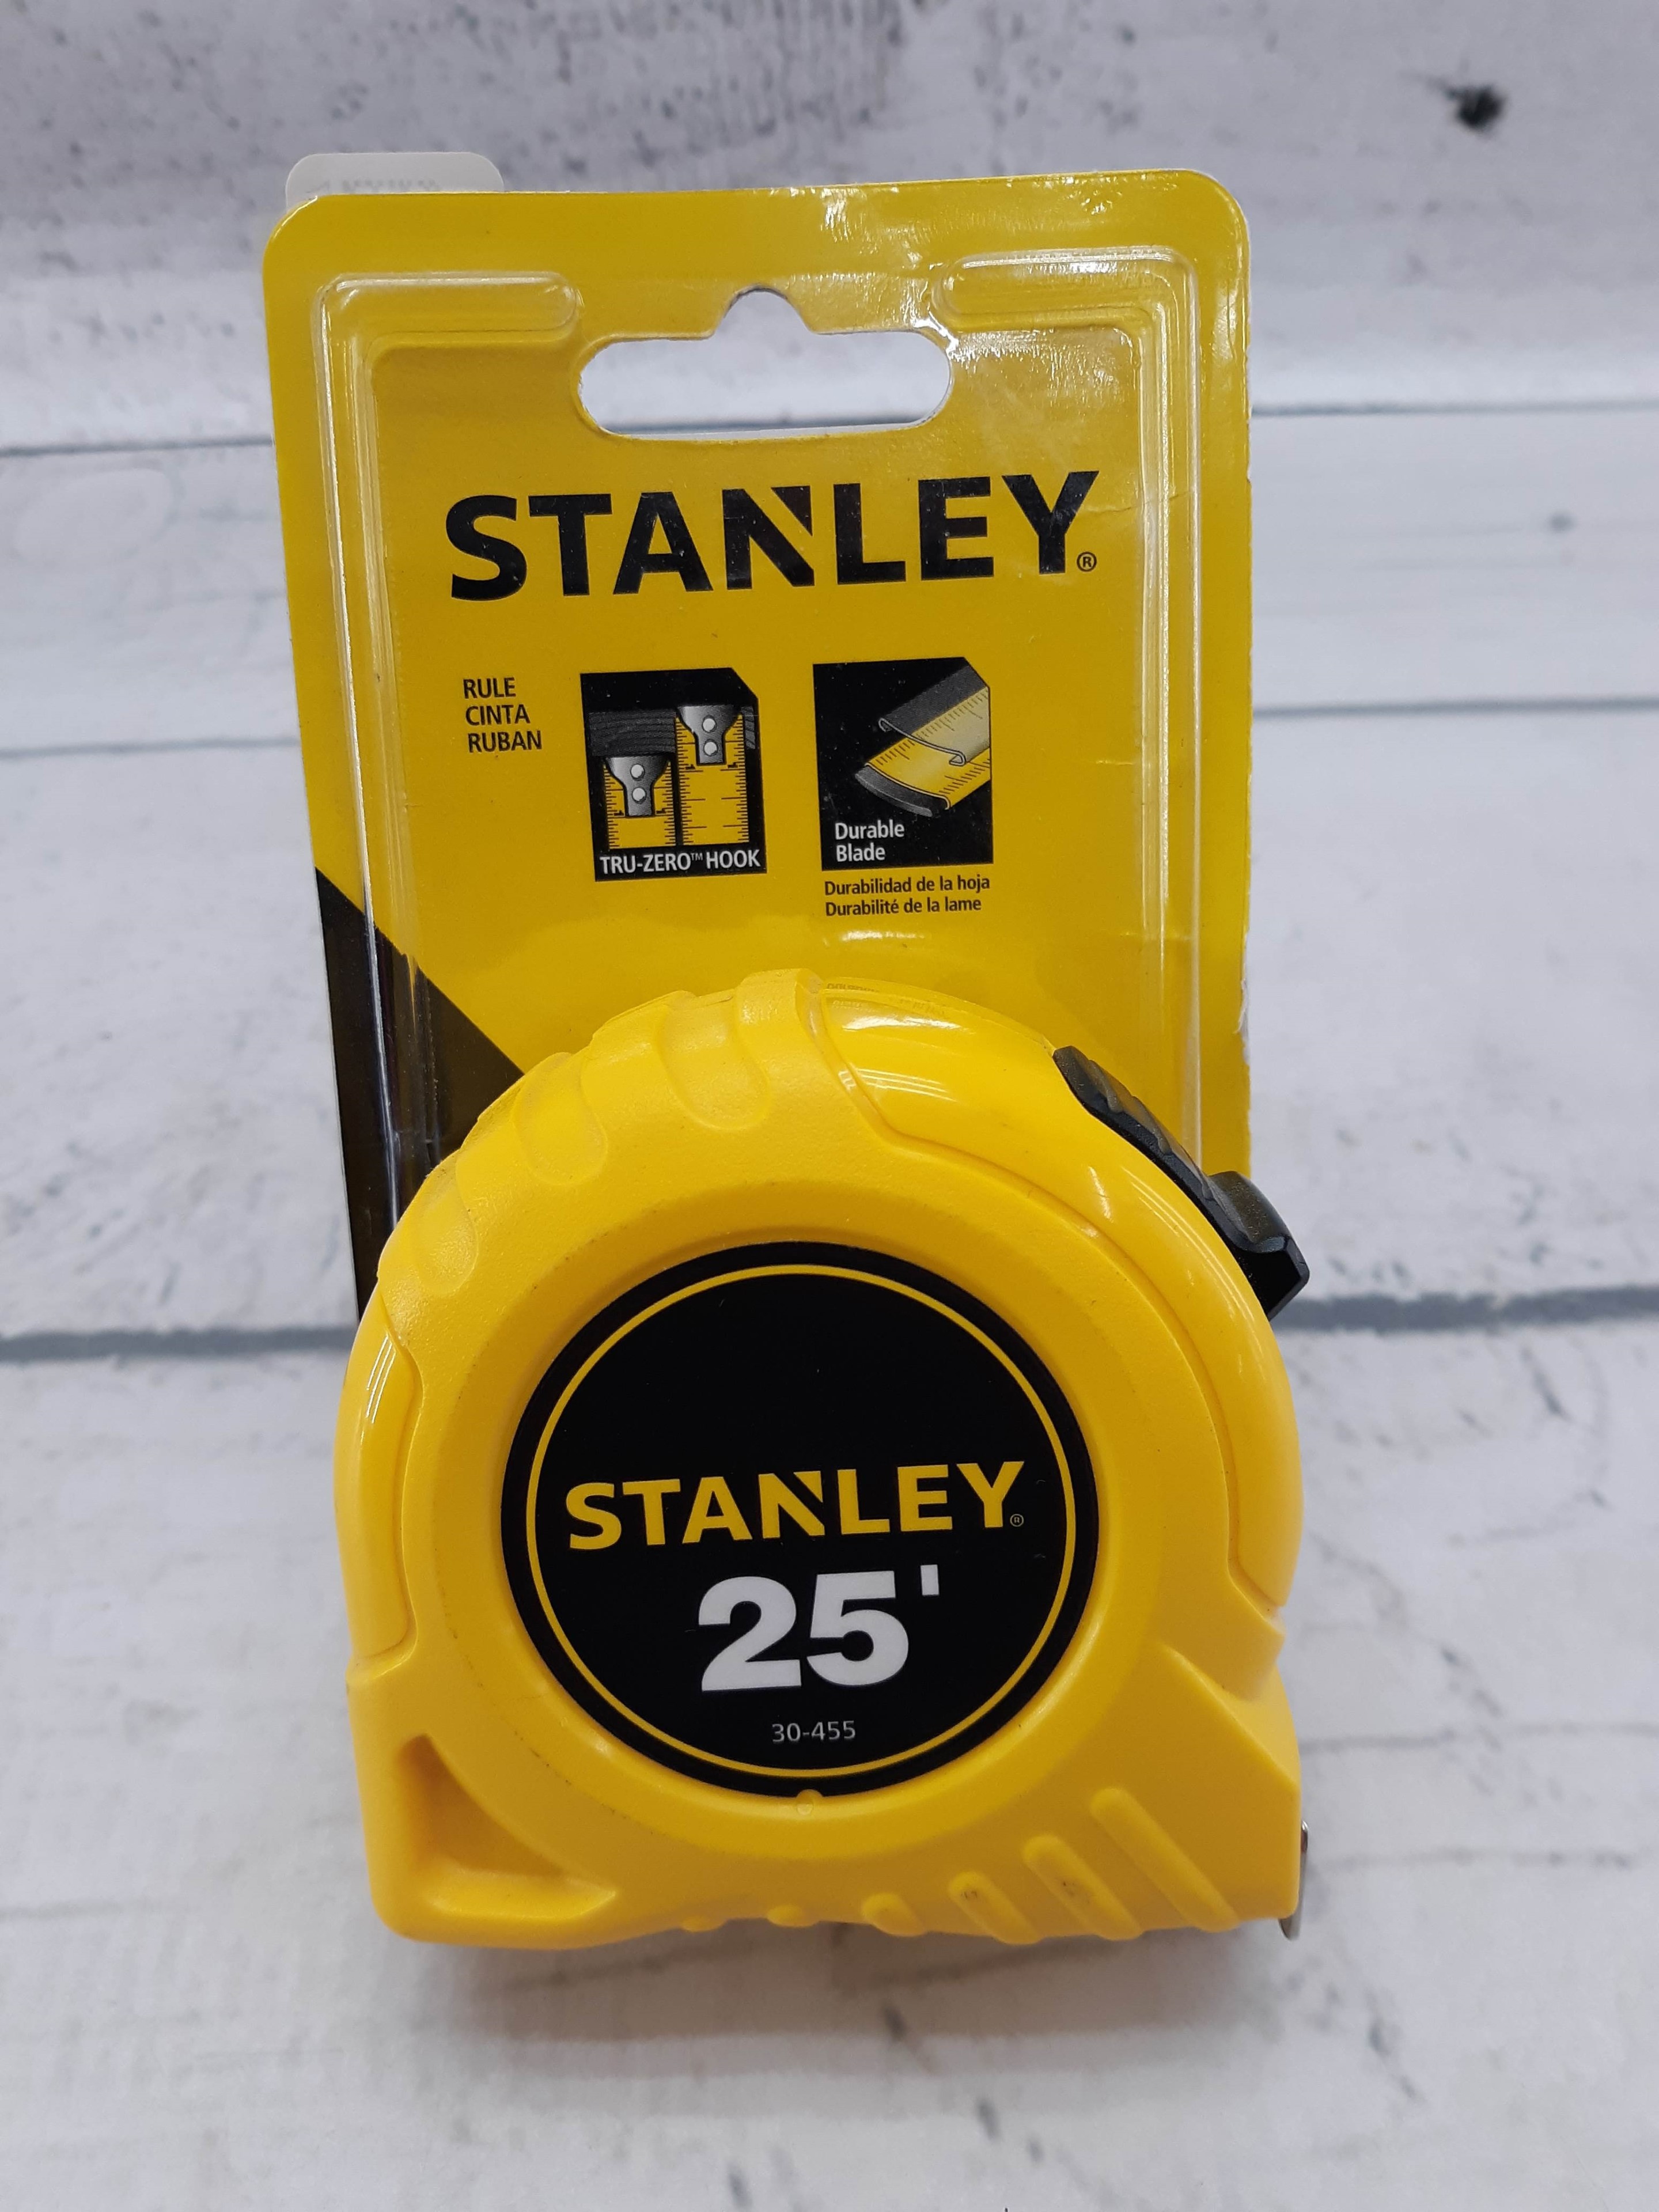 STANLEY®
RULE
CINTA
RUBAN
TRU-ZERO™ HOOK
Durable
Blade
Durabilidad de la hoja
Durabilité de la lame
STANLEY®
25'
30-455